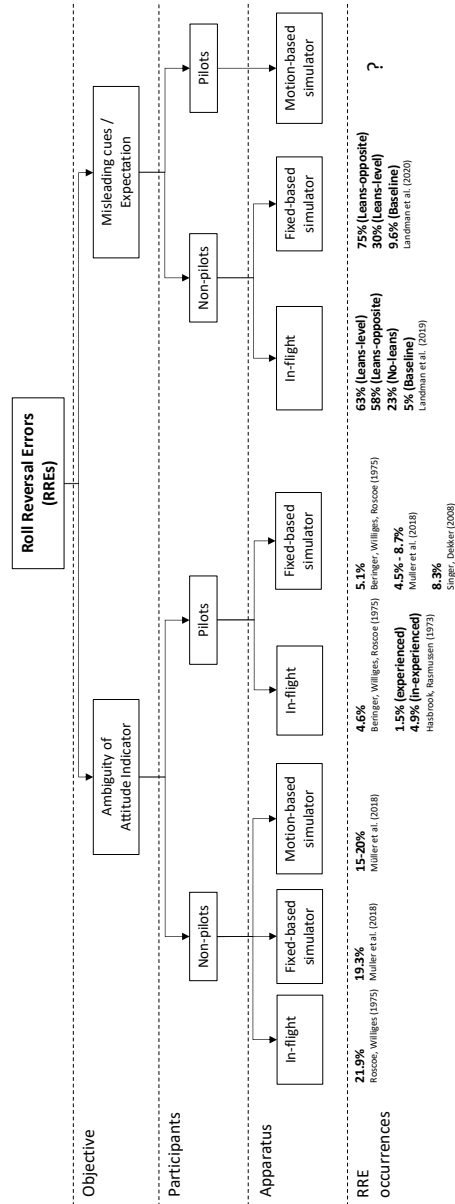 Roll Reversal Errors
(RREs)
Objective
Ambiguity of
Attitude Indicator
Misleading cues /
Expectation
Participants
Non-pilots
Pilots
Non-pilots
Pilots
Apparatus
In-flight
Fixed-based
simulator
Motion-based
simulator
In-flight
Fixed-based
simulator
In-flight
Fixed-based
simulator
Motion-based
simulator
RRE
occurrences
21.9%
Roscoe, Williges (1975)
19.3%
Muller et al. (2018)
15-20%
Müller et al. (2018)
4.6%
Beringer, Williges, Roscoe (1975)
1.5% (experienced)
4.9% (in-experienced)
Hasbrook, Rasmussen (1973)
5.1%
Beringer, Williges, Roscoe (1975)
4.5% - 8.7%
Muller et al. (2018)
8.3%
Singer, Dekker (2008)
63% (Leans-level)
58% (Leans-opposite)
23% (No-leans)
5% (Baseline)
Landman et al. (2019)
75% (Leans-opposite)
30% (Leans-level)
9.6% (Baseline)
Landman et al. (2020)
?